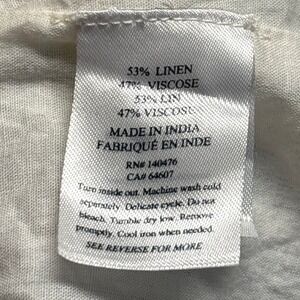 53% LINEN
47% VISCOSE
53% LIN
47% VISCOSE
MADE IN INDIA
FABRIQUÉ EN INDE
RN# 140476
CA# 64607
Turn inside out. Machine wash cold
separately. Delicate cycle. Do not
bleach. Tumble dry low. Remove
promptly. Cool iron when needed.
SEE REVERSE FOR MORE